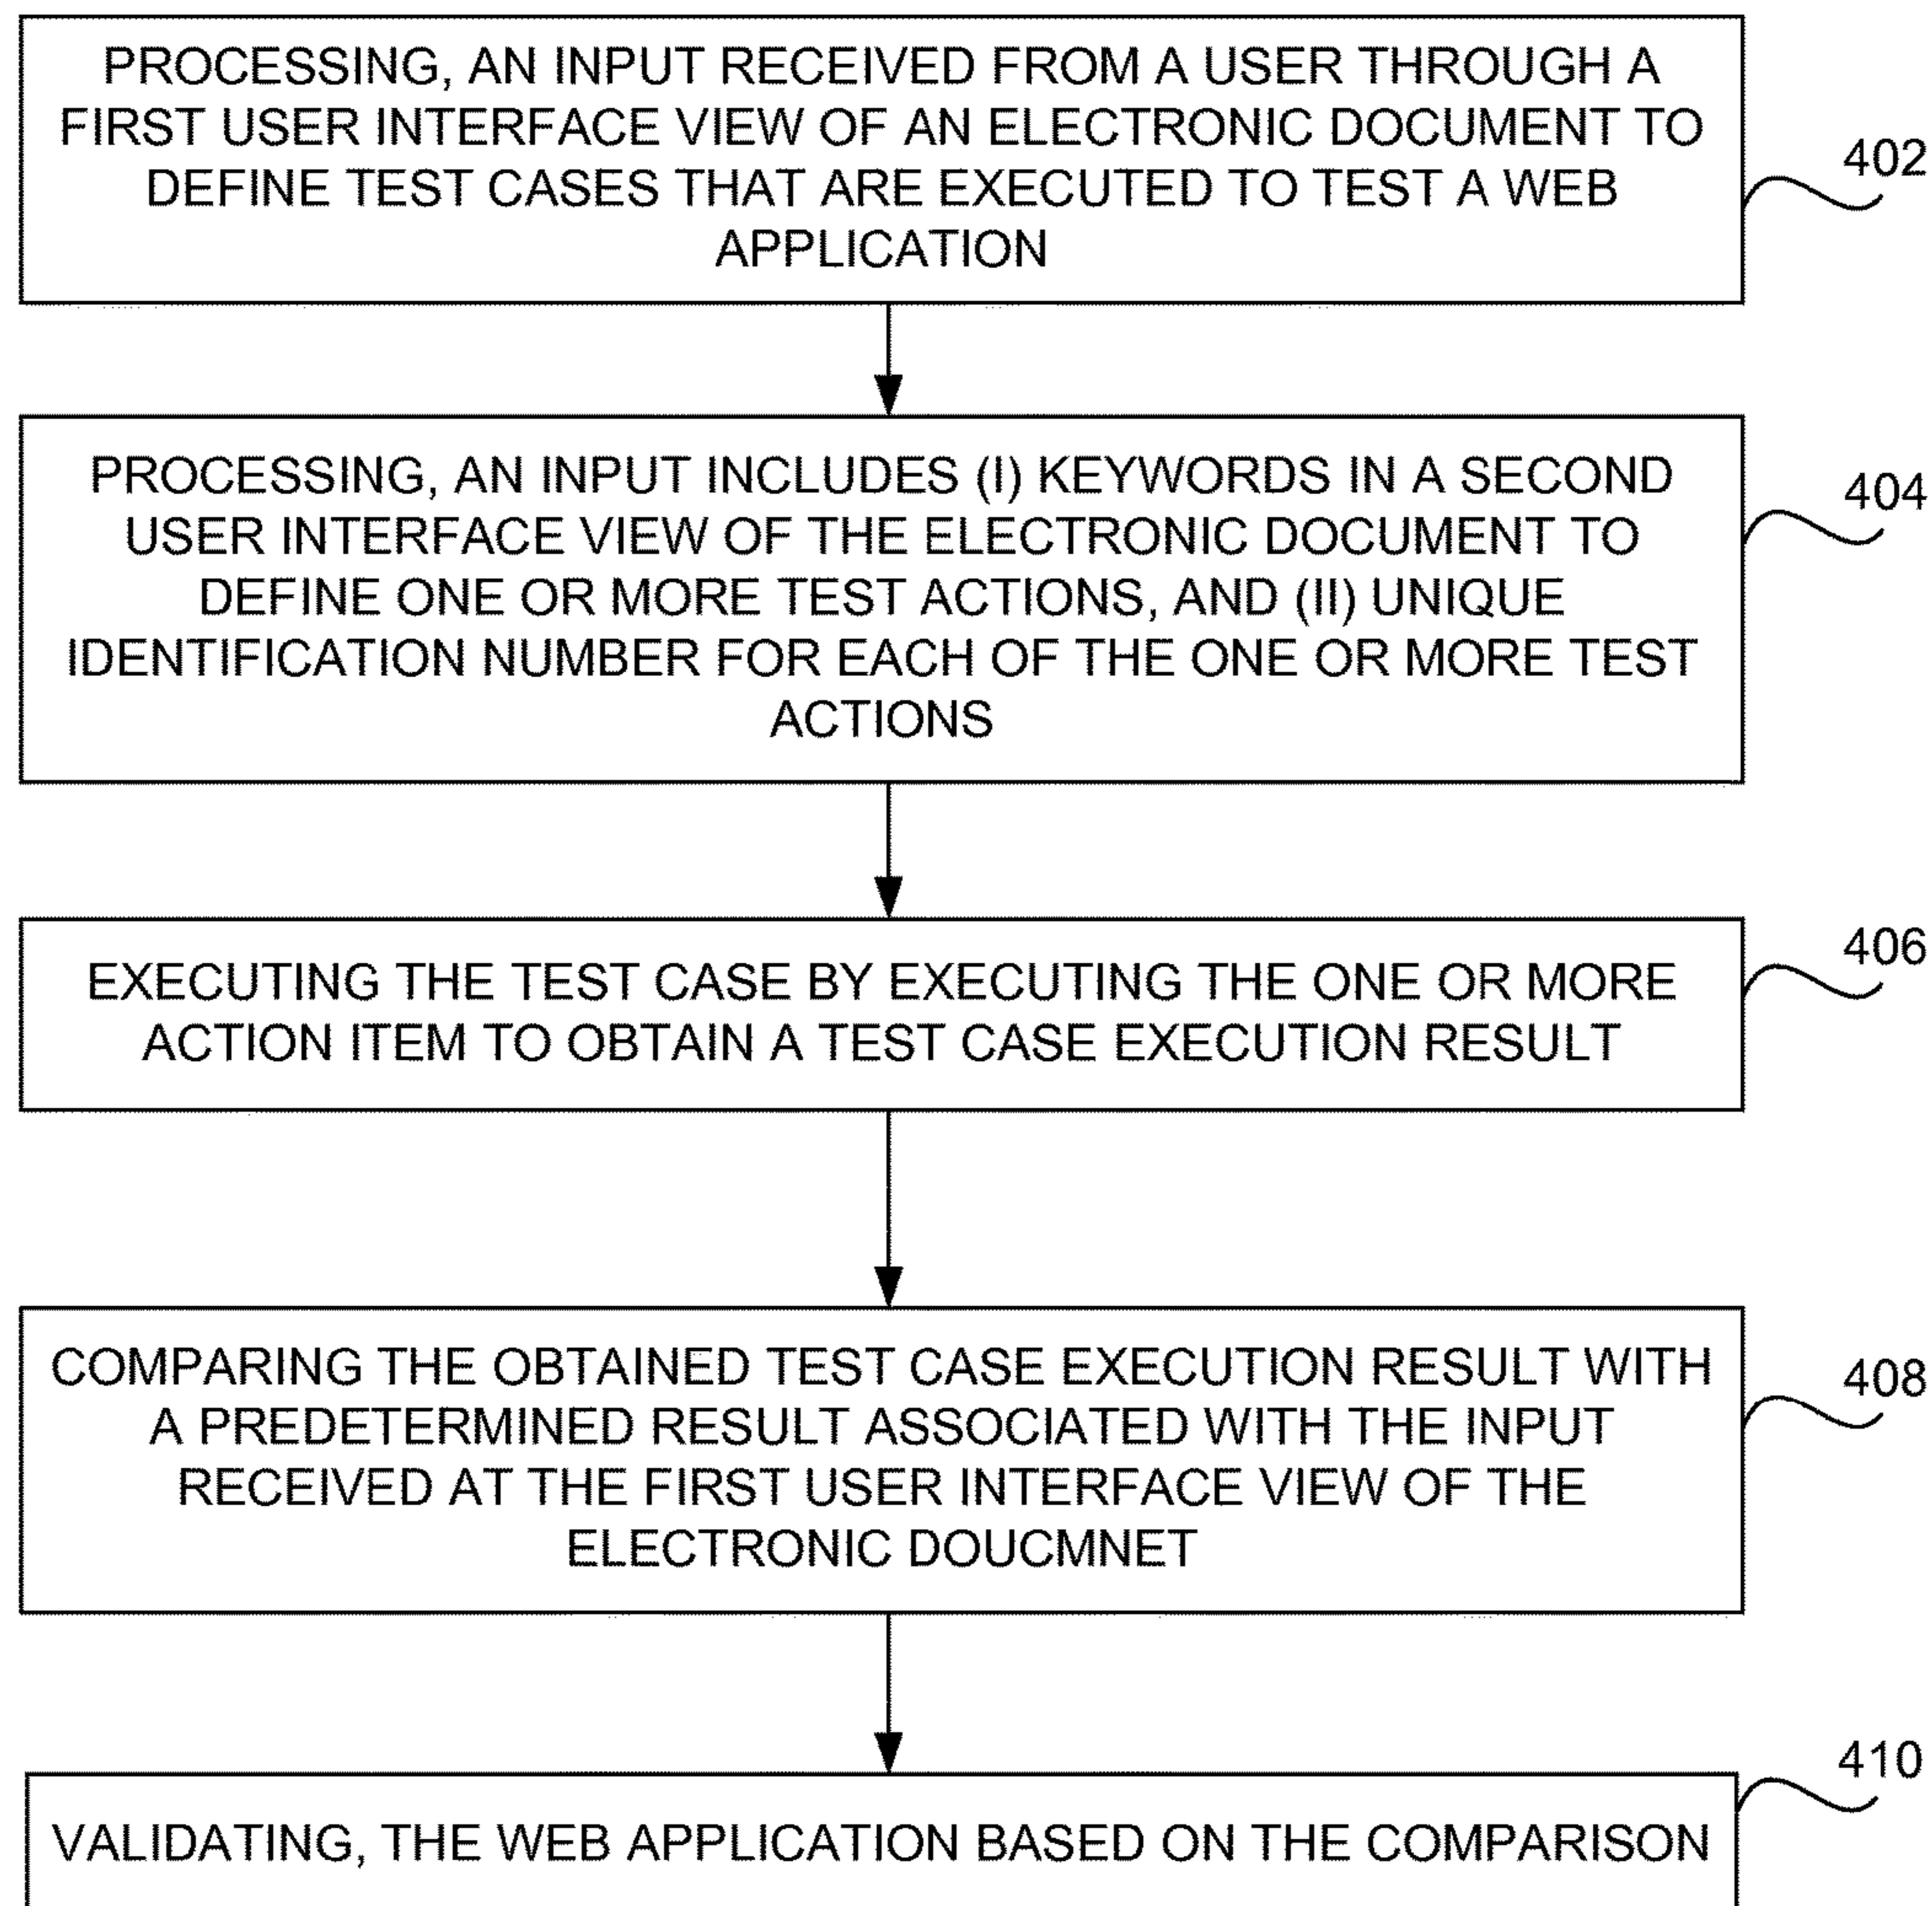 PROCESSING, AN INPUT RECEIVED FROM A USER THROUGH A
FIRST USER INTERFACE VIEW OF AN ELECTRONIC DOCUMENT TO
DEFINE TEST CASES THAT ARE EXECUTED TO TEST A WEB
APPLICATION
402
PROCESSING, AN INPUT INCLUDES (I) KEYWORDS IN A SECOND
USER INTERFACE VIEW OF THE ELECTRONIC DOCUMENT TO
DEFINE ONE OR MORE TEST ACTIONS, AND (II) UNIQUE
IDENTIFICATION NUMBER FOR EACH OF THE ONE OR MORE TEST
ACTIONS
404
EXECUTING THE TEST CASE BY EXECUTING THE ONE OR MORE
ACTION ITEM TO OBTAIN A TEST CASE EXECUTION RESULT
406
COMPARING THE OBTAINED TEST CASE EXECUTION RESULT WITH
A PREDETERMINED RESULT ASSOCIATED WITH THE INPUT
RECEIVED AT THE FIRST USER INTERFACE VIEW OF THE
ELECTRONIC DOUCMNET
408
VALIDATING, THE WEB APPLICATION BASED ON THE COMPARISON
410